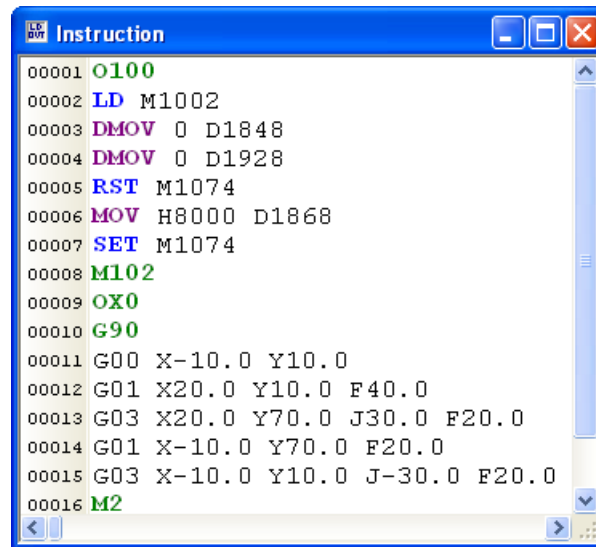 LD OUT Instruction
00001 O100
00002 LD M1002
00003 DMOV 0 D1848
00004 DMOV 0 D1928
00005 RST M1074
00006 MOV H8000 D1868
00007 SET M1074
00008 M102
00009 OX0
00010 G90
00011 G00 X-10.0 Y10.0
00012 G01 X20.0 Y10.0 F40.0
00013 G03 X20.0 Y70.0 J30.0 F20.0
00014 G01 X-10.0 Y70.0 F20.0
00015 G03 X-10.0 Y10.0 J-30.0 F20.0
00016 M2